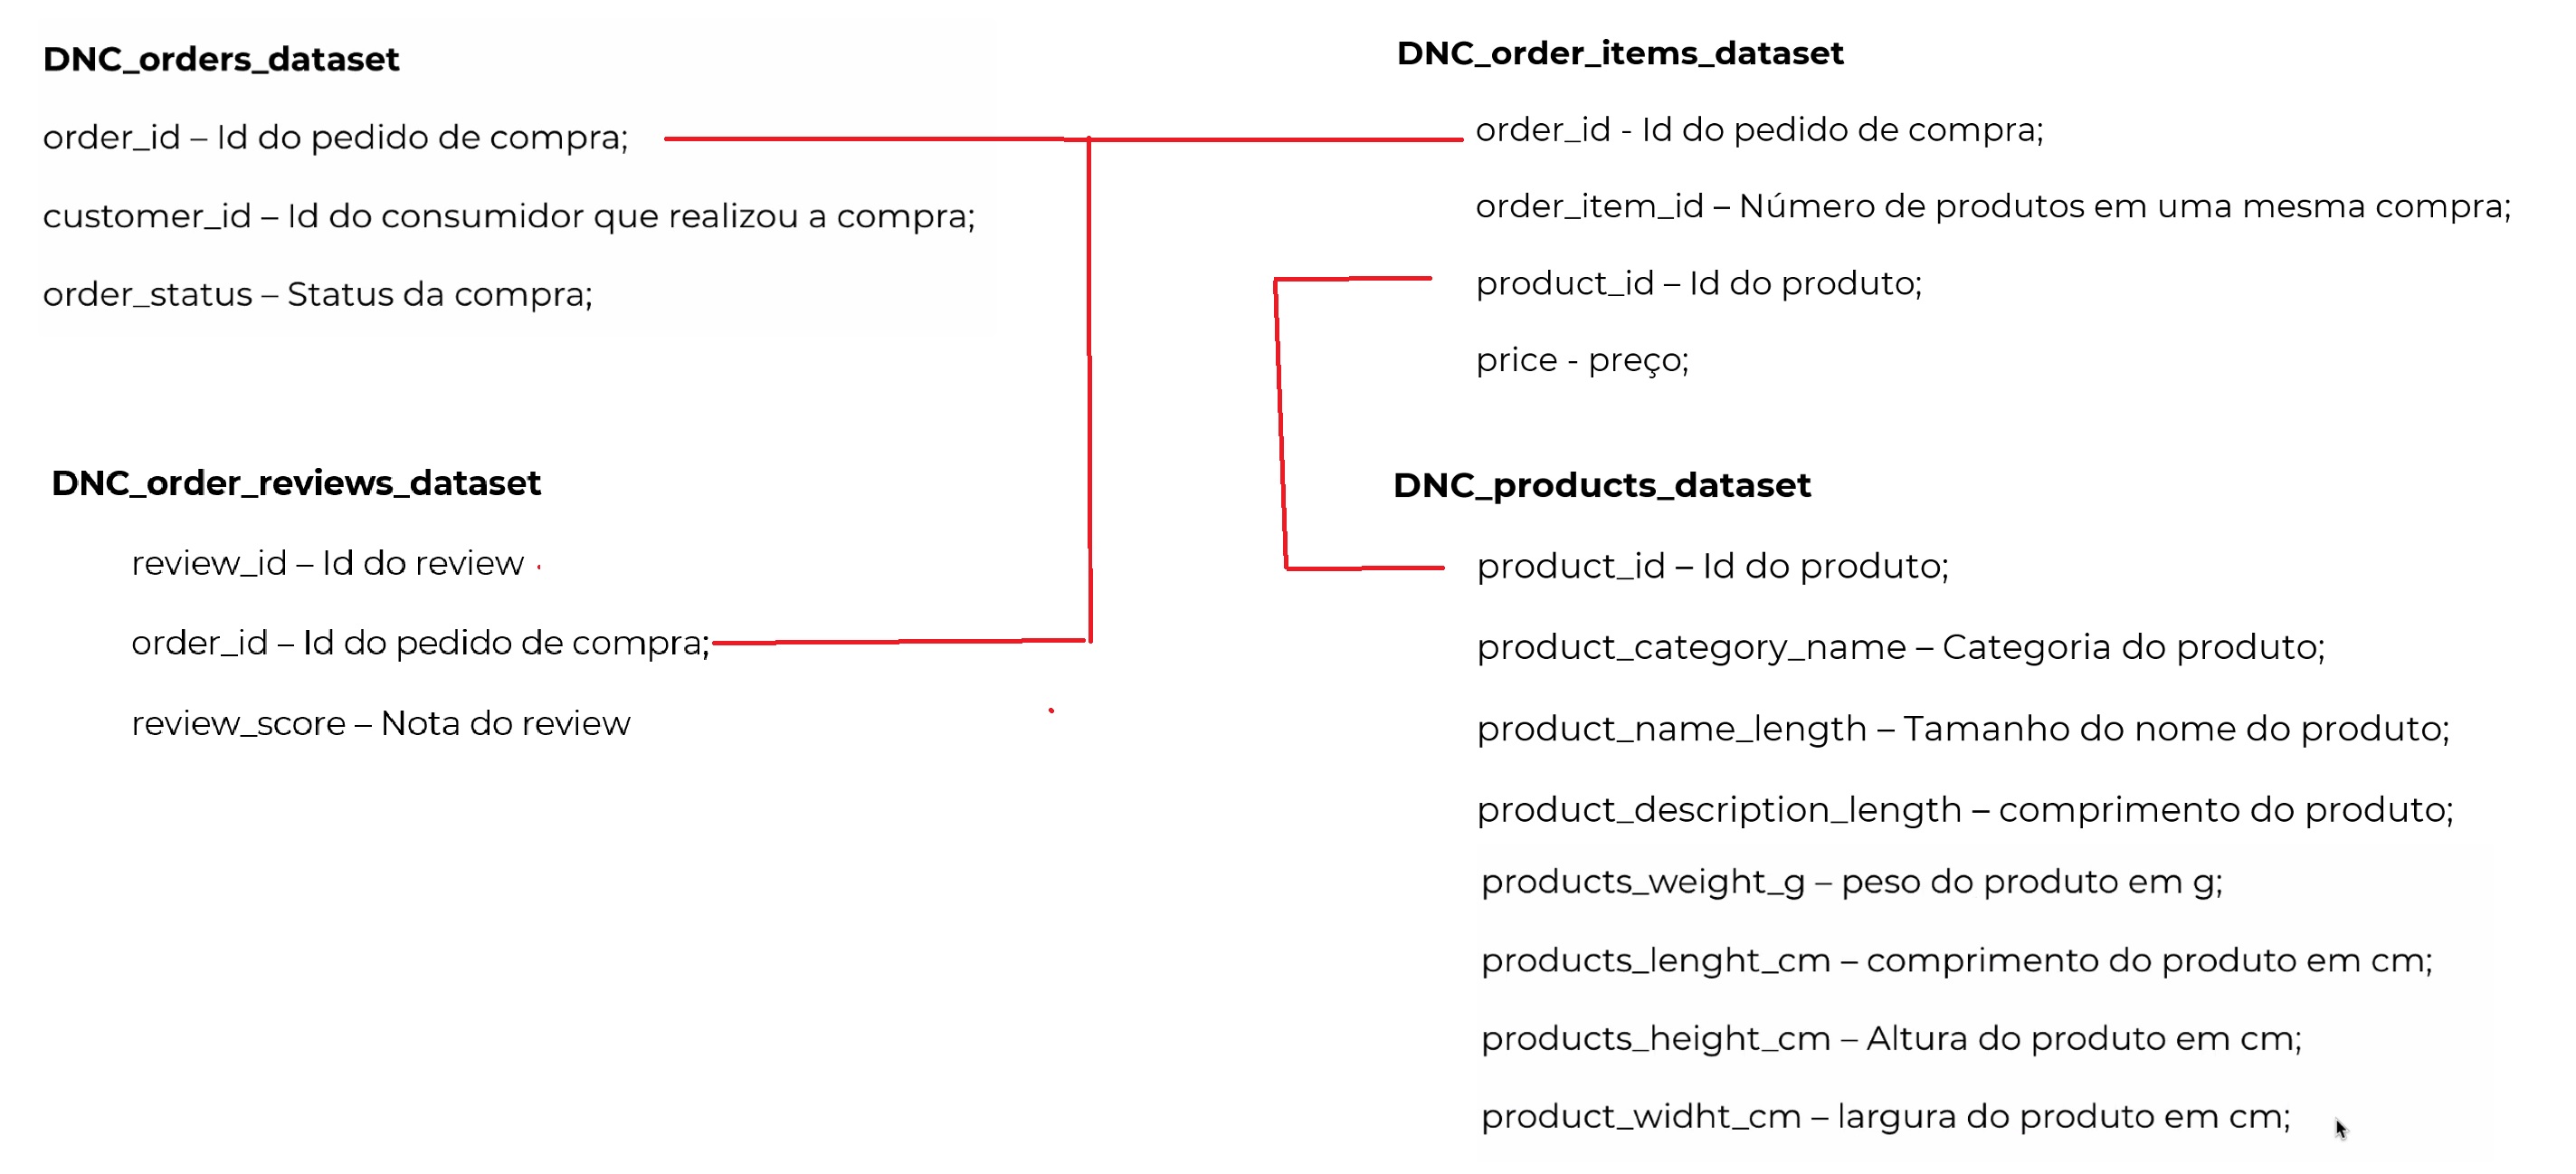 DNC_orders_dataset
order_id – Id do pedido de compra;
customer_id – Id do consumidor que realizou a compra;
order_status – Status da compra;
DNC_order_reviews_dataset
review_id – Id do review
order_id – Id do pedido de compra;
review_score – Nota do review
DNC_order_items_dataset
order_id - Id do pedido de compra;
order_item_id – Número de produtos em uma mesma compra;
product_id – Id do produto;
price - preço;
DNC_products_dataset
product_id – Id do produto;
product_category_name – Categoria do produto;
product_name_length – Tamanho do nome do produto;
product_description_length – comprimento do produto;
products_weight_g – peso do produto em g;
products_lenght_cm – comprimento do produto em cm;
products_height_cm – Altura do produto em cm;
product_widht_cm – largura do produto em cm;